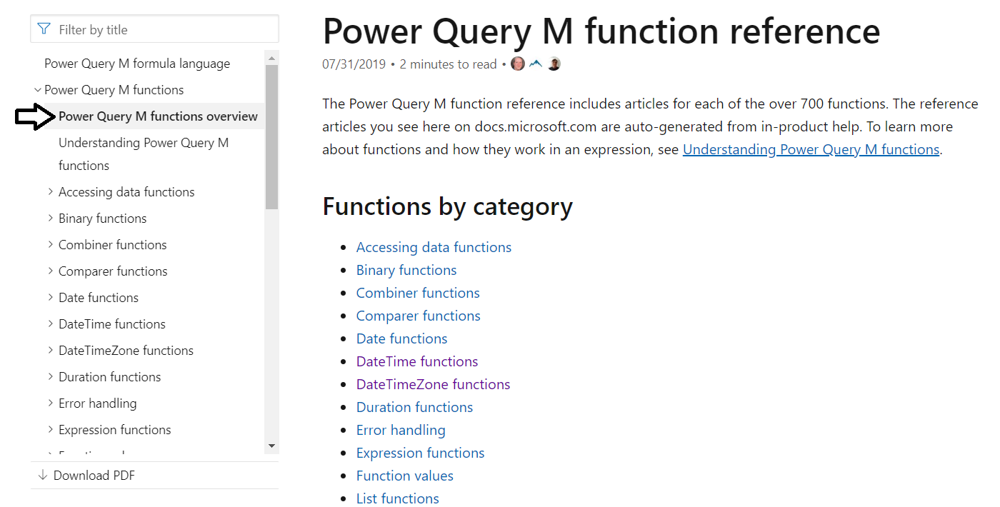 Filter by title
Power Query M formula language
Power Query M functions
Power Query M functions overview
Understanding Power Query M
functions
Accessing data functions
Binary functions
Combiner functions
Comparer functions
Date functions
DateTime functions
DateTimeZone functions
Duration functions
Error handling
Expression functions
Download PDF
Power Query M function reference
07/31/2019 • 2 minutes to read •
The Power Query M function reference includes articles for each of the over 700 functions. The reference
articles you see here on docs.microsoft.com are auto-generated from in-product help. To learn more
about functions and how they work in an expression, see Understanding Power Query M functions.
Functions by category
• Accessing data functions
• Binary functions
• Combiner functions
• Comparer functions
• Date functions
• DateTime functions
• DateTimeZone functions
• Duration functions
• Error handling
• Expression functions
• Function values
• List functions